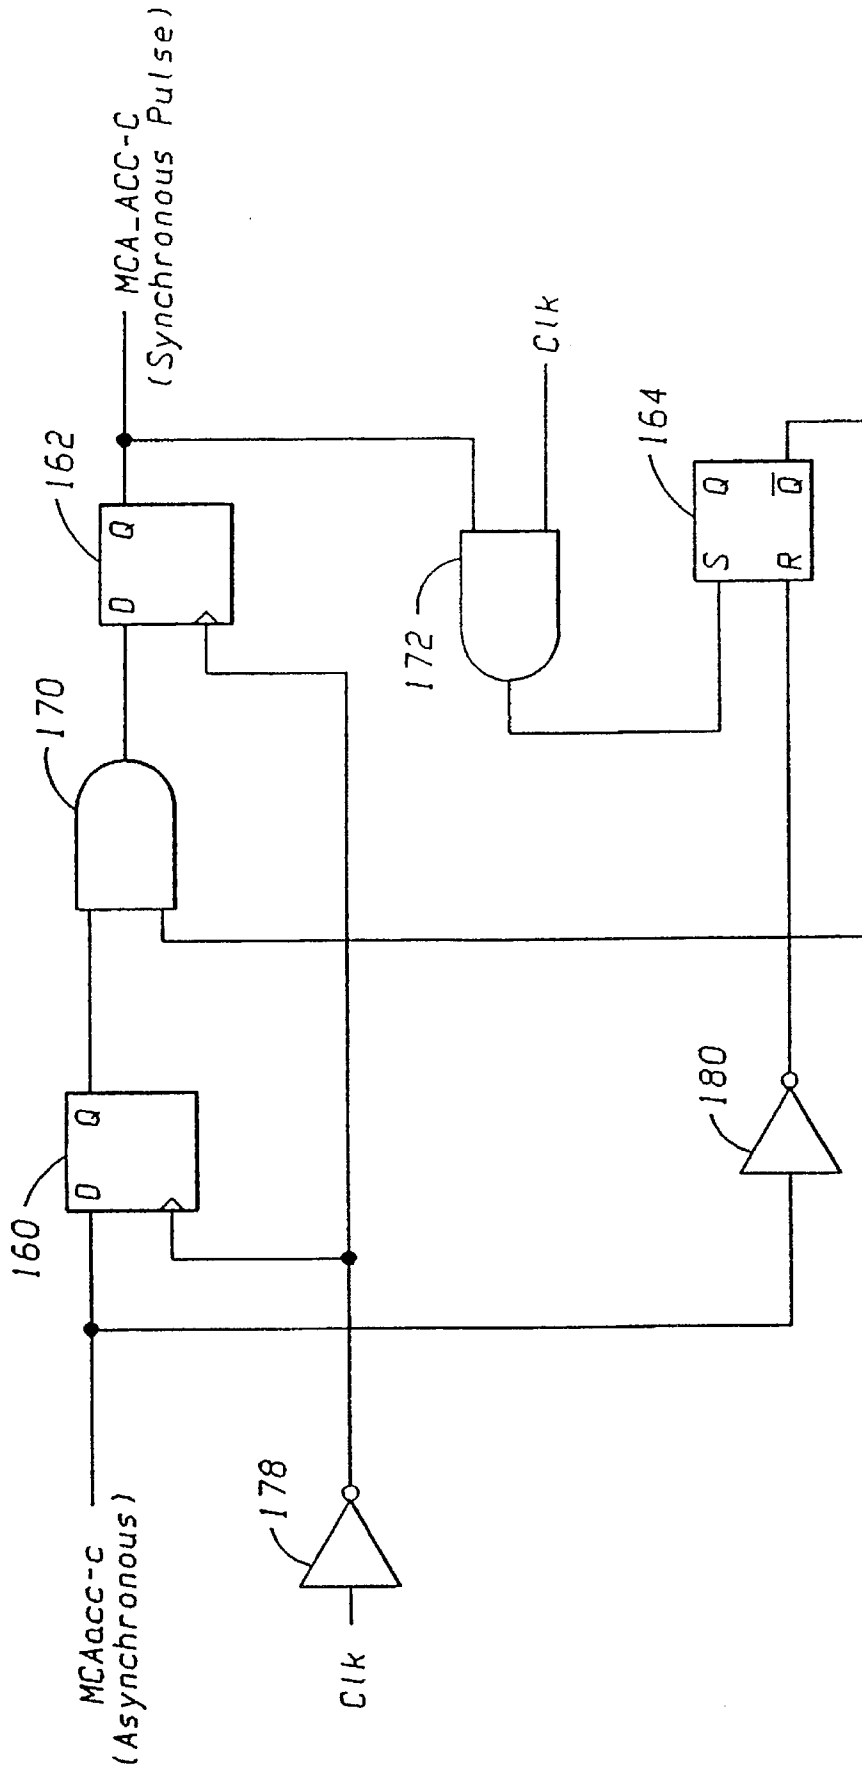 MCAacc-c
(Asynchronous)
Clk
178
160
D
Q
170
162
D
Q
MCA_ACC-C
(Synchronous Pulse)
172
Clk
180
164
S
Q
R
Q̅